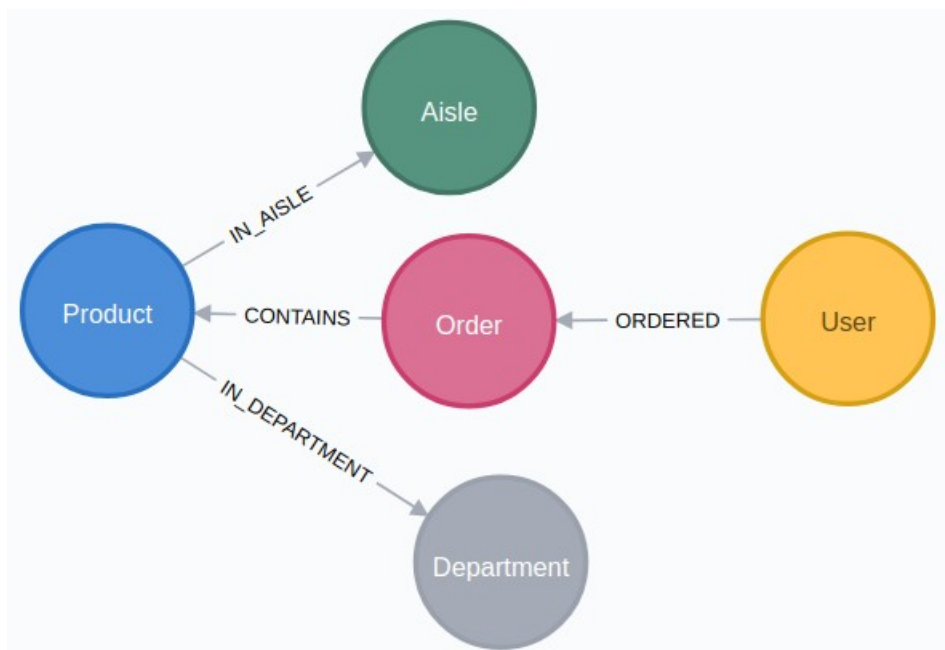 Aisle
IN_AISLE
Product
CONTAINS
Order
ORDERED
User
IN_DEPARTMENT
Department